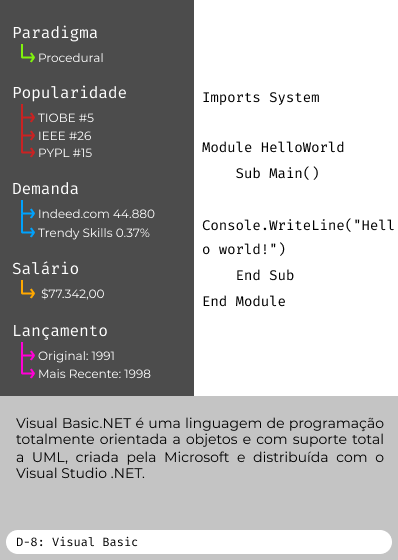 Paradigma
Procedural
Popularidade
TIOBE #5
IEEE #26
PYPL #15
Demanda
Indeed.com 44.880
Trendy Skills 0.37%
Salário
$77.342,00
Lançamento
Original: 1991
Mais Recente: 1998
Imports System
Module HelloWorld
Sub Main()
Console.WriteLine("Hell
o world!")
End Sub
End Module
Visual Basic.NET é uma linguagem de programação
totalmente orientada a objetos e com suporte total
a UML, criada pela Microsoft e distribuída com o
Visual Studio .NET.
D-8: Visual Basic